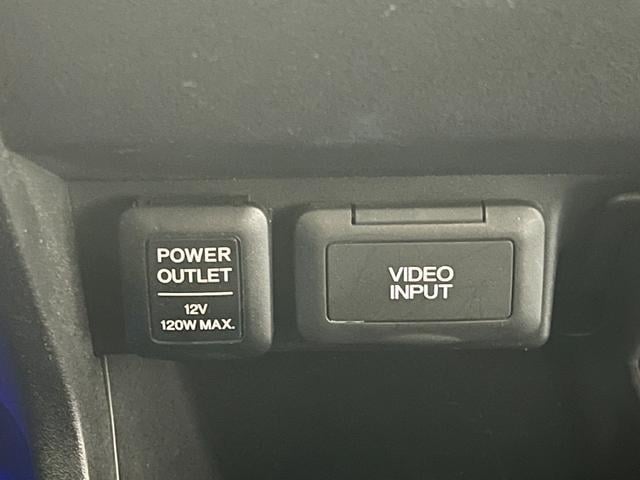 POWER
OUTLET
12V
120W MAX.
VIDEO
INPUT